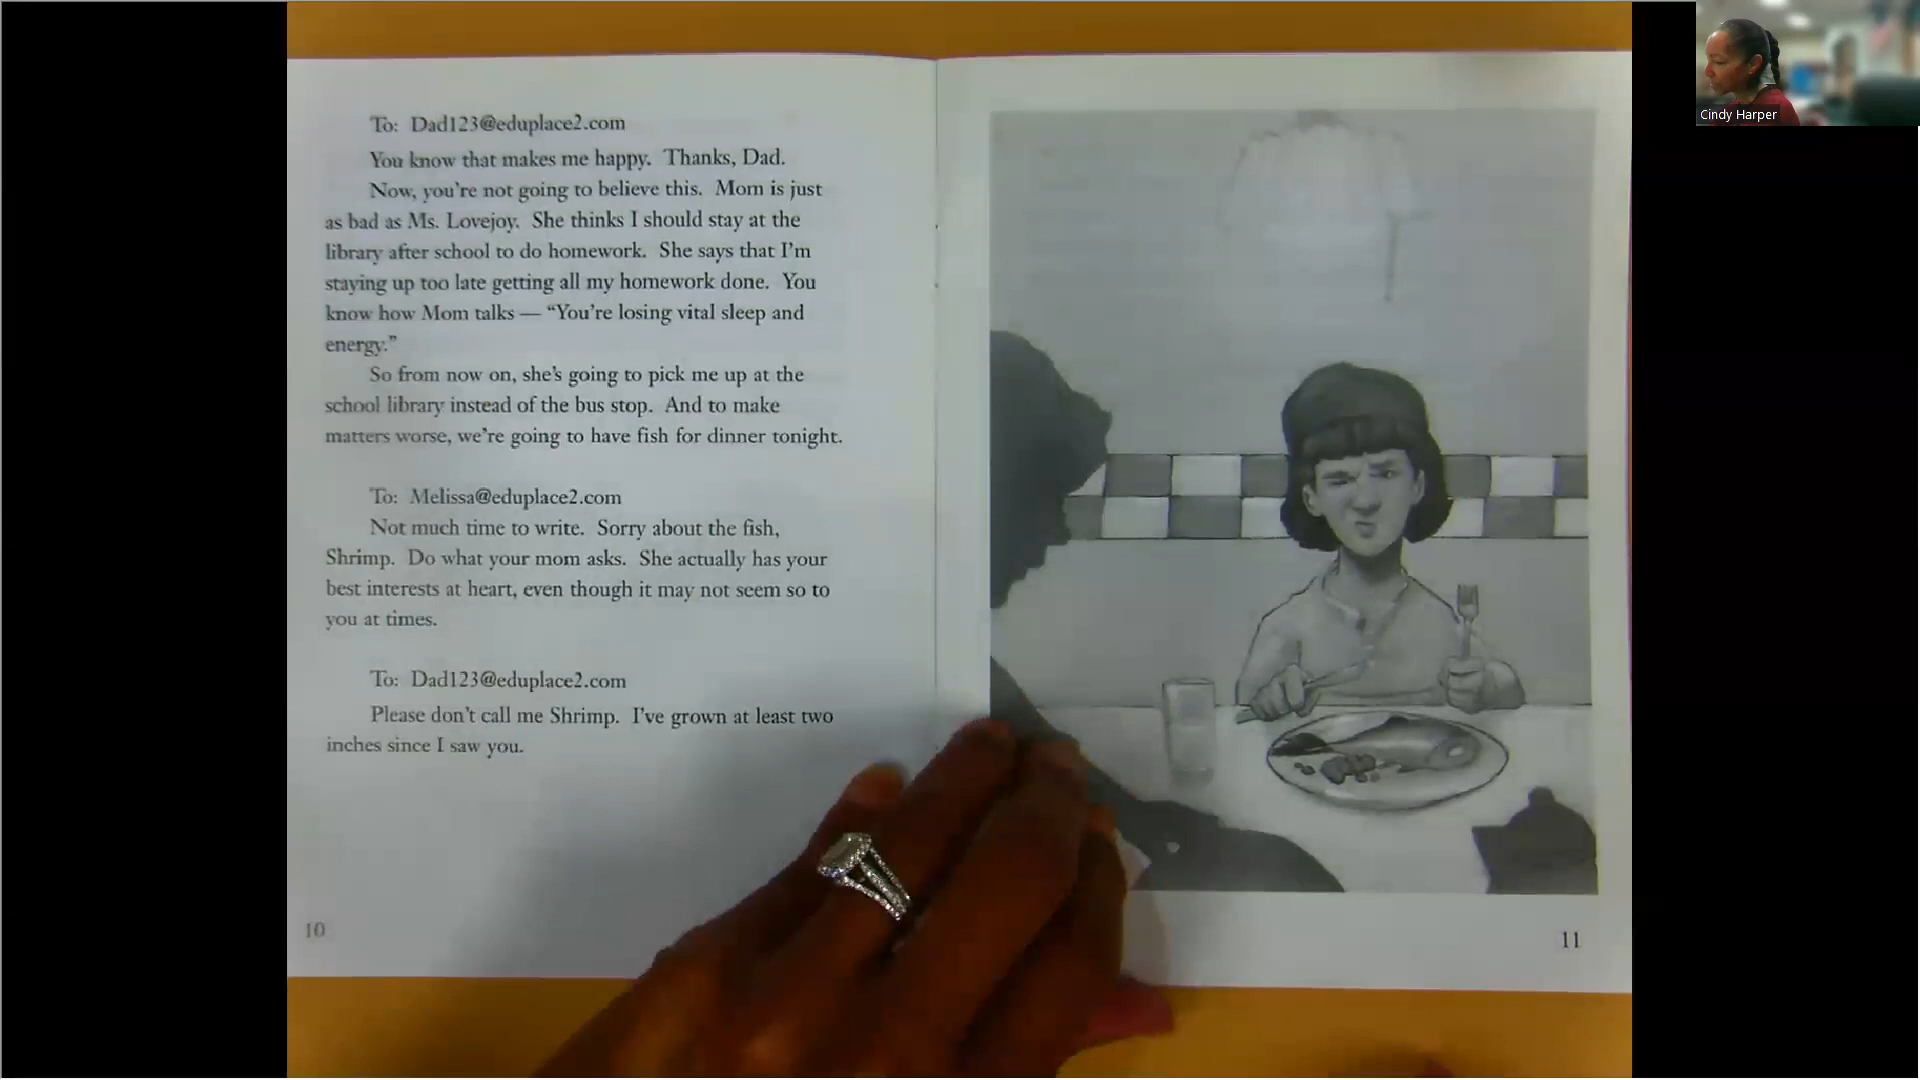 To: Dad123@eduplace2.com
You know that makes me happy. Thanks, Dad.
Now, you're not going to believe this. Mom is just
as bad as Ms. Lovejoy. She thinks I should stay at the
library after school to do homework. She says that I'm
staying up too late getting all my homework done. You
know how Mom talks — “You're losing vital sleep and
energy.”
So from now on, she's going to pick me up at the
school library instead of the bus stop. And to make
matters worse, we're going to have fish for dinner tonight.
To: Melissa@eduplace2.com
Not much time to write. Sorry about the fish,
Shrimp. Do what your mom asks. She actually has your
best interests at heart, even though it may not seem so to
you at times.
To: Dad123@eduplace2.com
Please don't call me Shrimp. I've grown at least two
inches since I saw you.
10
11
Cindy Harper